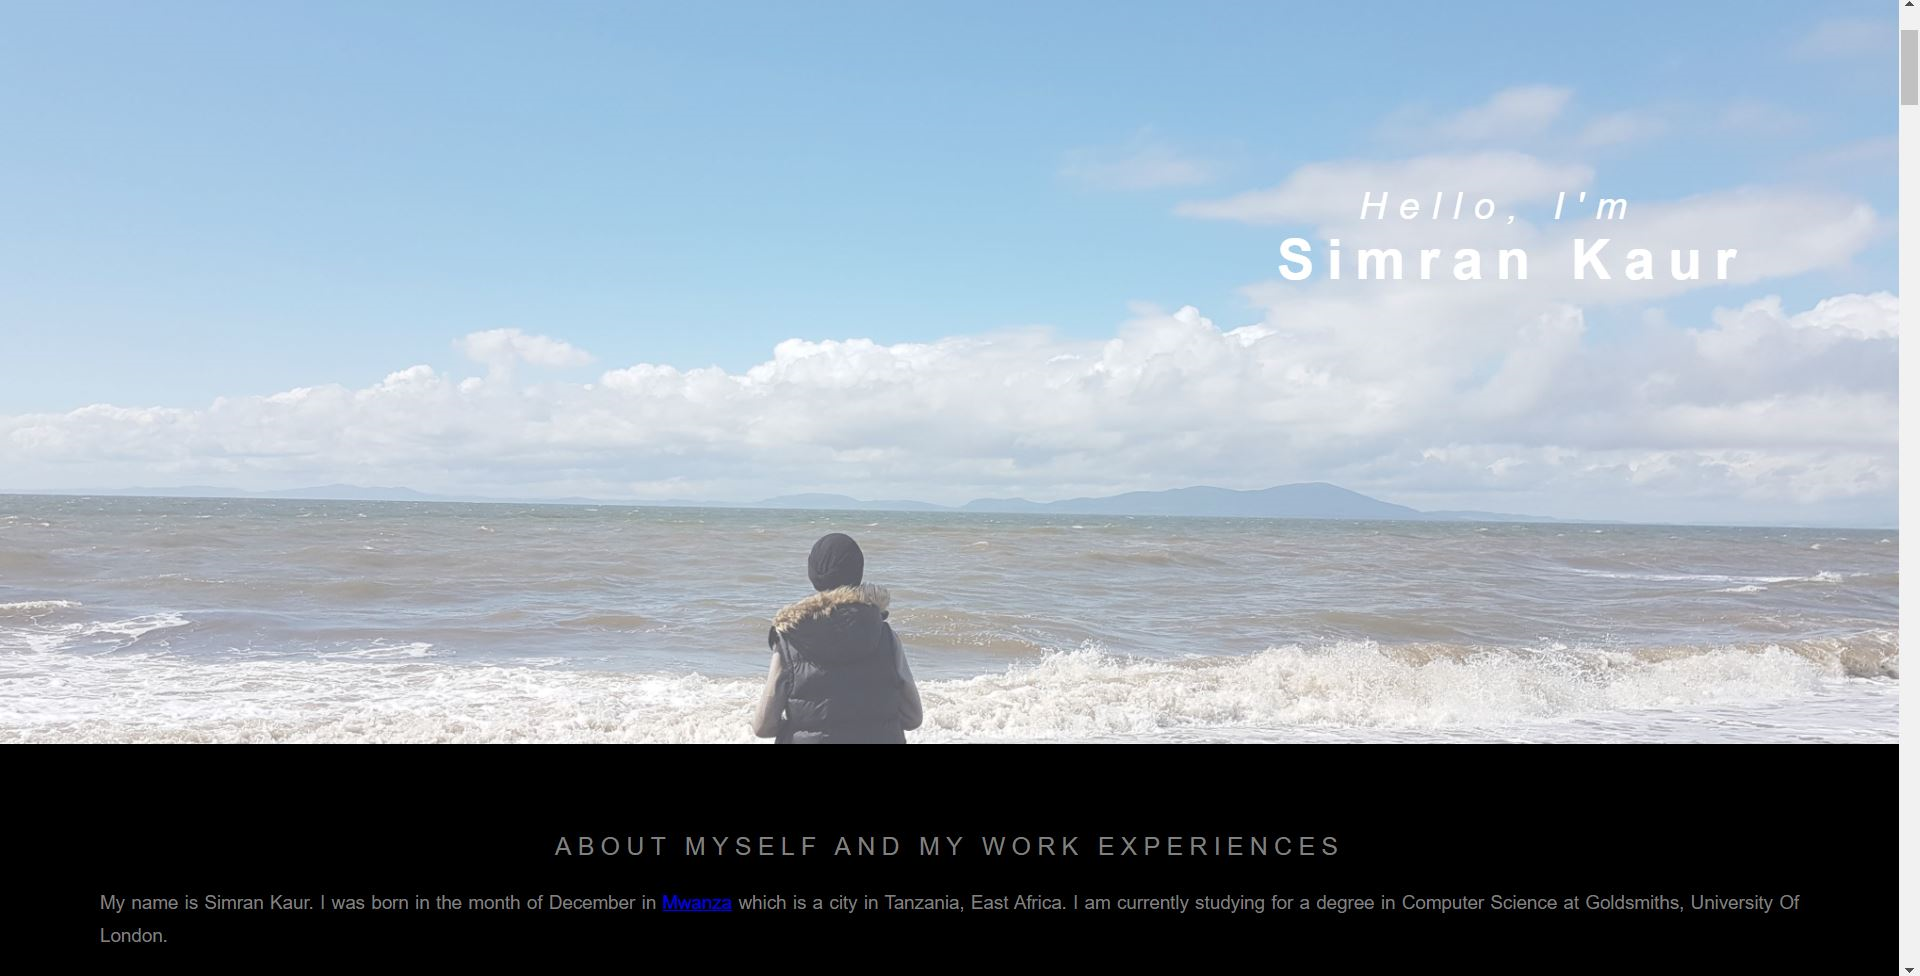 Hello, I'm
Simran Kaur
ABOUT MYSELF AND MY WORK EXPERIENCES
My name is Simran Kaur. I was born in the month of December in Mwanza which is a city in Tanzania, East Africa. I am currently studying for a degree in Computer Science at Goldsmiths, University Of
London.